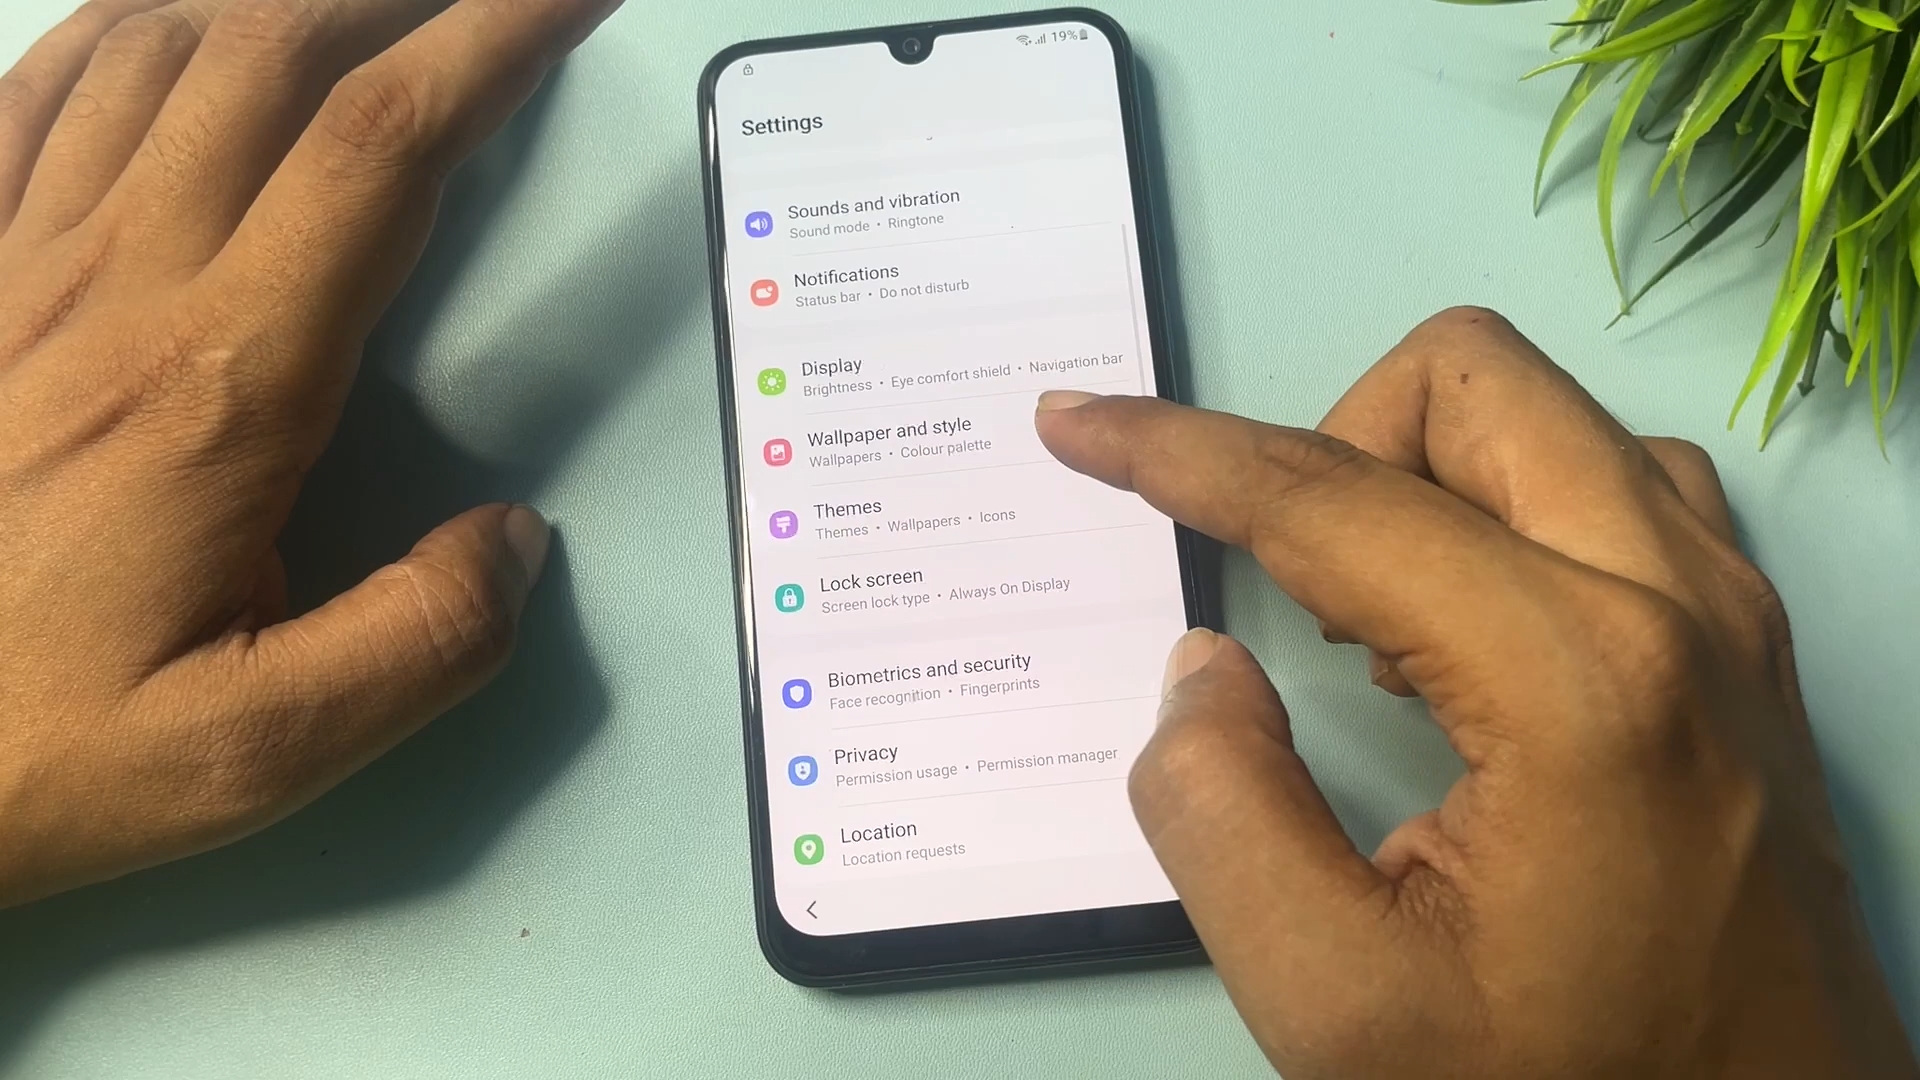 19%
Settings
Sounds and vibration
Sound mode • Ringtone
Notifications
Status bar • Do not disturb
Display
Brightness • Eye comfort shield • Navigation bar
Wallpaper and style
Wallpapers • Colour palette
Themes
Themes • Wallpapers • Icons
Lock screen
Screen lock type • Always On Display
Biometrics and security
Face recognition • Fingerprints
Privacy
Permission usage • Permission manager
Location
Location requests